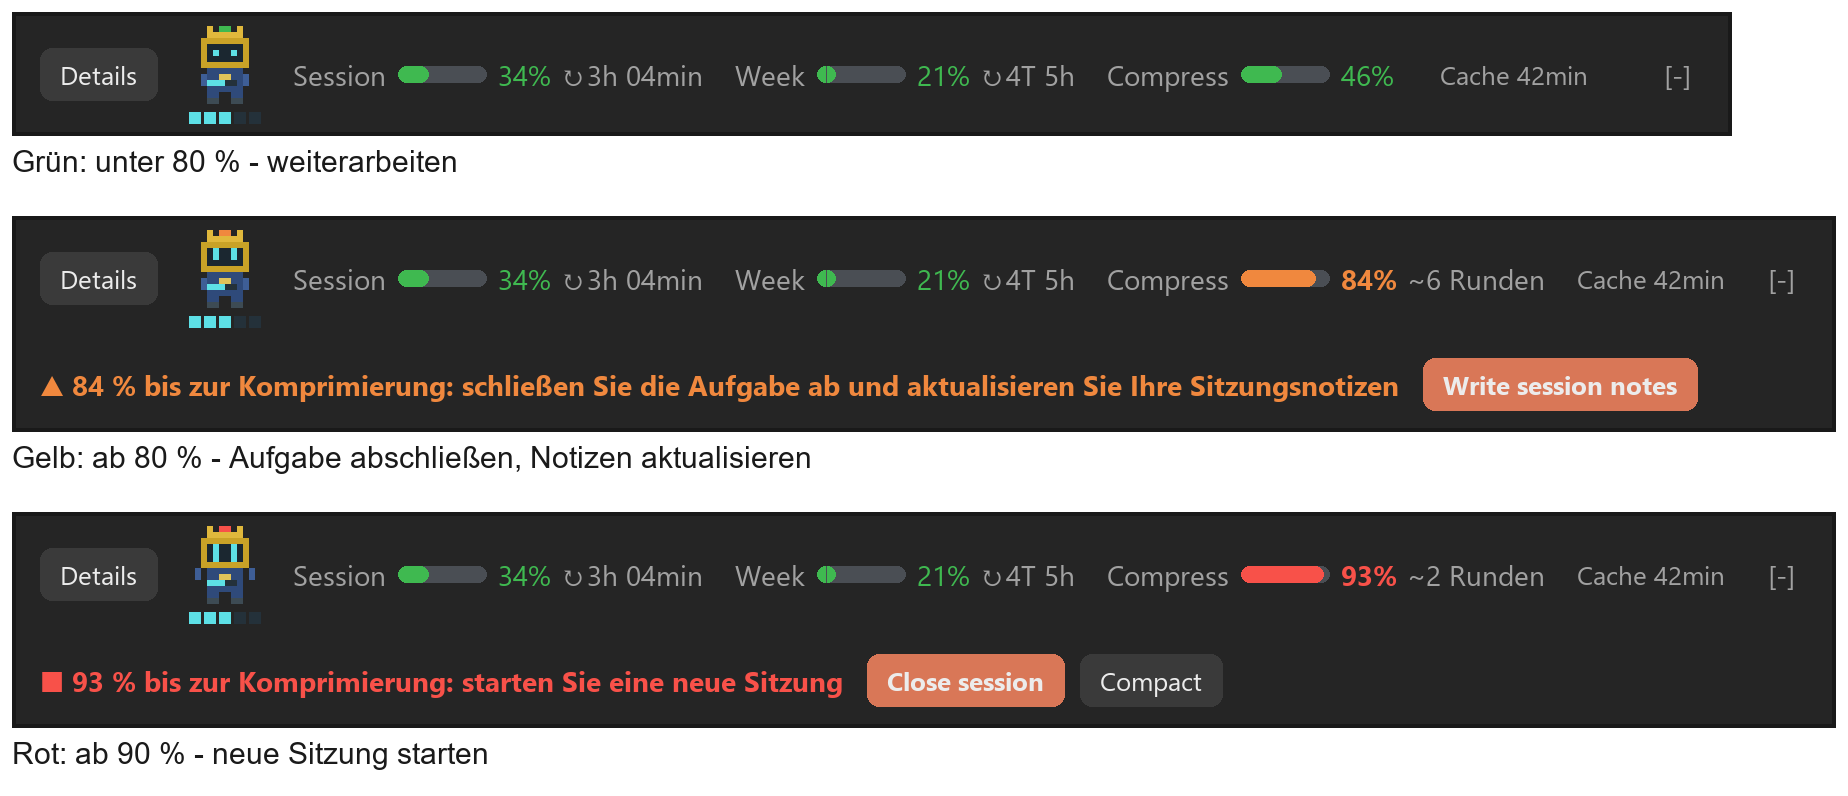 Details Session 34% ↻3h 04min Week 21% ↻4T 5h Compress 46% Cache 42min [-]
Grün: unter 80 % - weiterarbeiten
Details Session 34% ↻3h 04min Week 21% ↻4T 5h Compress 84% ~6 Runden Cache 42min [-]
▲ 84 % bis zur Komprimierung: schließen Sie die Aufgabe ab und aktualisieren Sie Ihre Sitzungsnotizen Write session notes
Gelb: ab 80 % - Aufgabe abschließen, Notizen aktualisieren
Details Session 34% ↻3h 04min Week 21% ↻4T 5h Compress 93% ~2 Runden Cache 42min [-]
■ 93 % bis zur Komprimierung: starten Sie eine neue Sitzung Close session Compact
Rot: ab 90 % - neue Sitzung starten